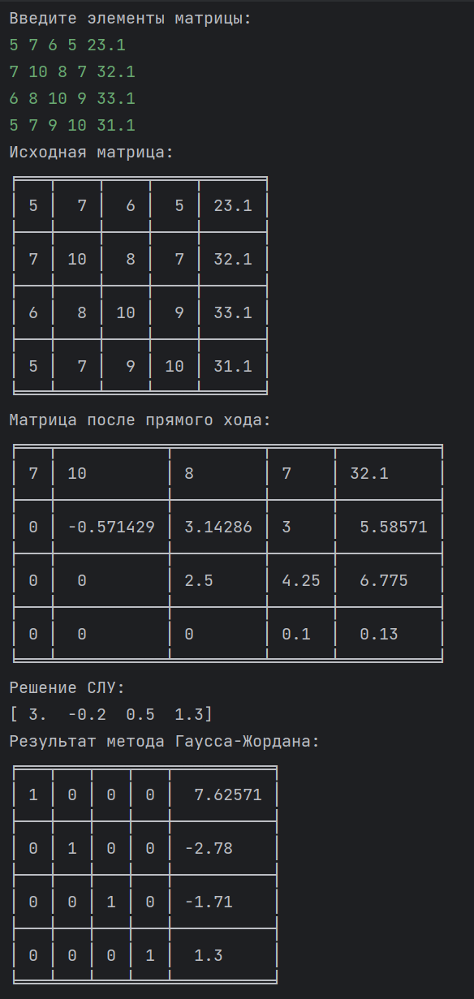 Введите элементы матрицы:
5 7 6 5 23.1
7 10 8 7 32.1
6 8 10 9 33.1
5 7 9 10 31.1
Исходная матрица:
5 7 6 5 23.1
7 10 8 7 32.1
6 8 10 9 33.1
5 7 9 10 31.1
Матрица после прямого хода:
7 10 8 7 32.1
0 -0.571429 3.14286 3 5.58571
0 0 2.5 4.25 6.775
0 0 0 0.1 0.13
Решение СЛУ:
[ 3.  -0.2  0.5  1.3]
Результат метода Гаусса-Жордана:
1 0 0 0 7.62571
0 1 0 0 -2.78
0 0 1 0 -1.71
0 0 0 1 1.3